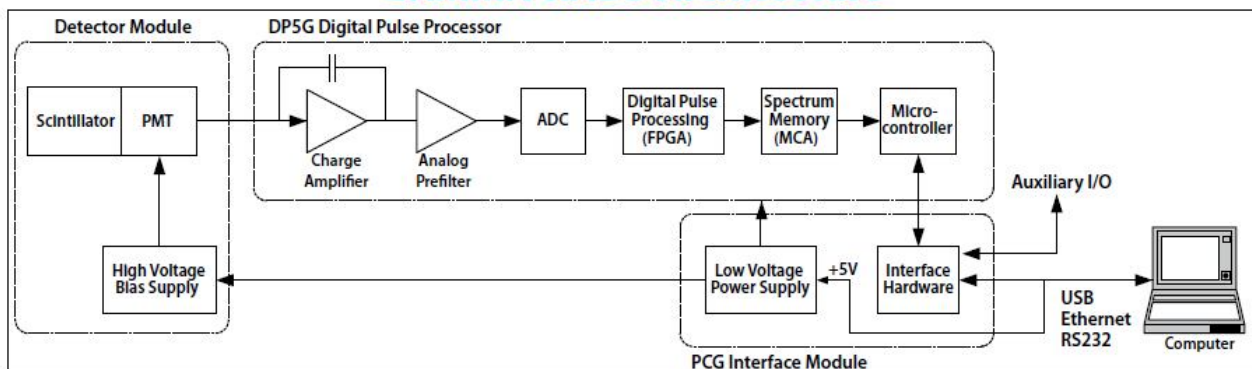 Detector Module
DP5G Digital Pulse Processor
Scintillator
PMT
Charge
Amplifier
Analog
Prefilter
ADC
Digital Pulse
Processing
(FPGA)
Spectrum
Memory
(MCA)
Micro-
controller
Auxiliary I/O
High Voltage
Bias Supply
Low Voltage
Power Supply
+5V
Interface
Hardware
USB
Ethernet
RS232
Computer
PCG Interface Module